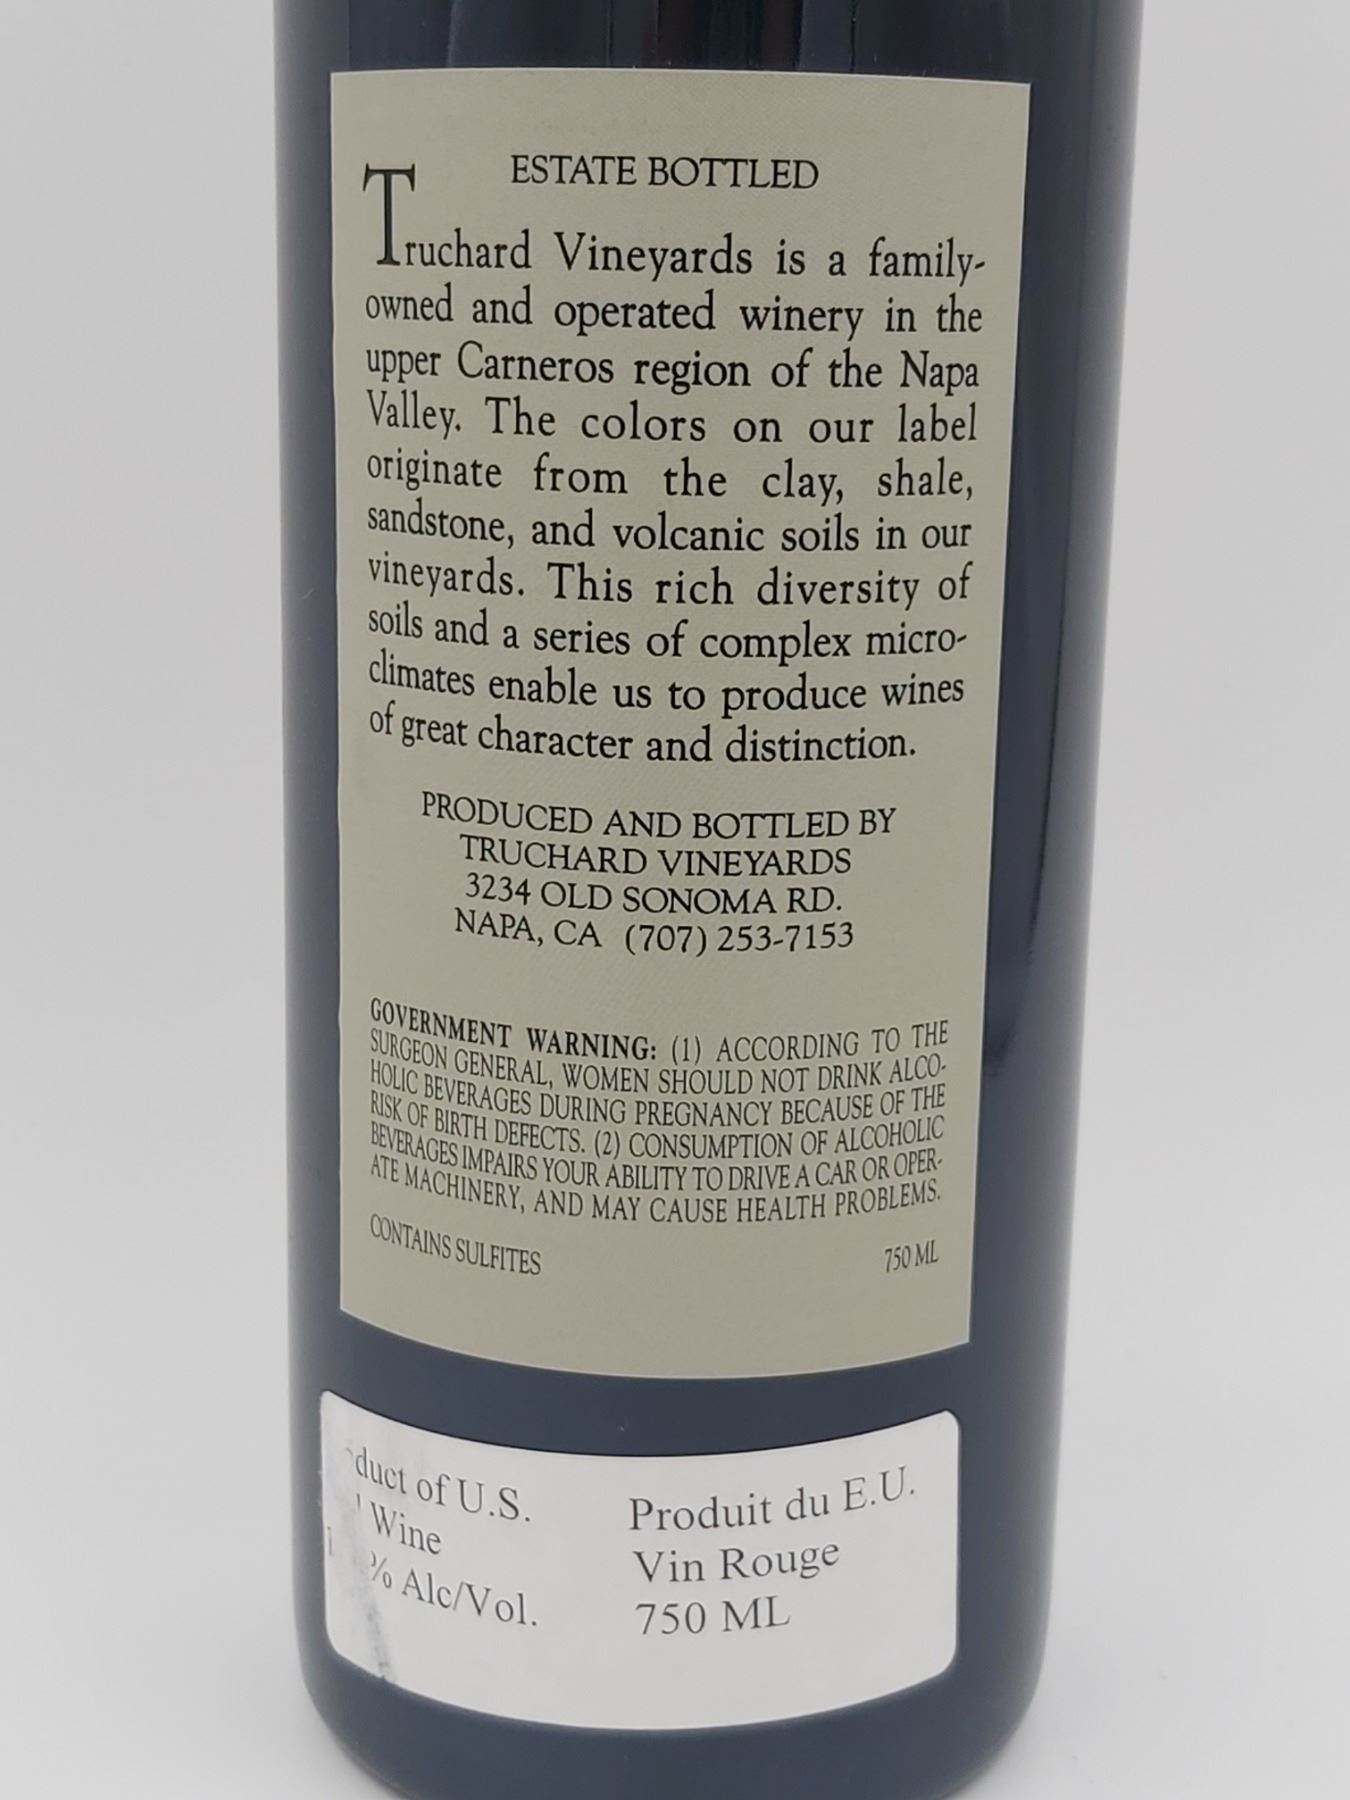 ESTATE BOTTLED
Truchard Vineyards is a family-
owned and operated winery in the
upper Carneros region of the Napa
Valley. The colors on our label
originate from the clay, shale,
sandstone, and volcanic soils in our
vineyards. This rich diversity of
soils and a series of complex micro-
climates enable us to produce wines
of great character and distinction.
PRODUCED AND BOTTLED BY
TRUCHARD VINEYARDS
3234 OLD SONOMA RD.
NAPA, CA (707) 253-7153
GOVERNMENT WARNING: (1) ACCORDING TO THE
SURGEON GENERAL, WOMEN SHOULD NOT DRINK ALCO-
HOLIC BEVERAGES DURING PREGNANCY BECAUSE OF THE
RISK OF BIRTH DEFECTS. (2) CONSUMPTION OF ALCOHOLIC
BEVERAGES IMPAIRS YOUR ABILITY TO DRIVE A CAR OR OPER-
ATE MACHINERY, AND MAY CAUSE HEALTH PROBLEMS.
CONTAINS SULFITES 750 ML
duct of U.S.
Wine
% Alc/Vol.
Produit du E.U.
Vin Rouge
750 ML